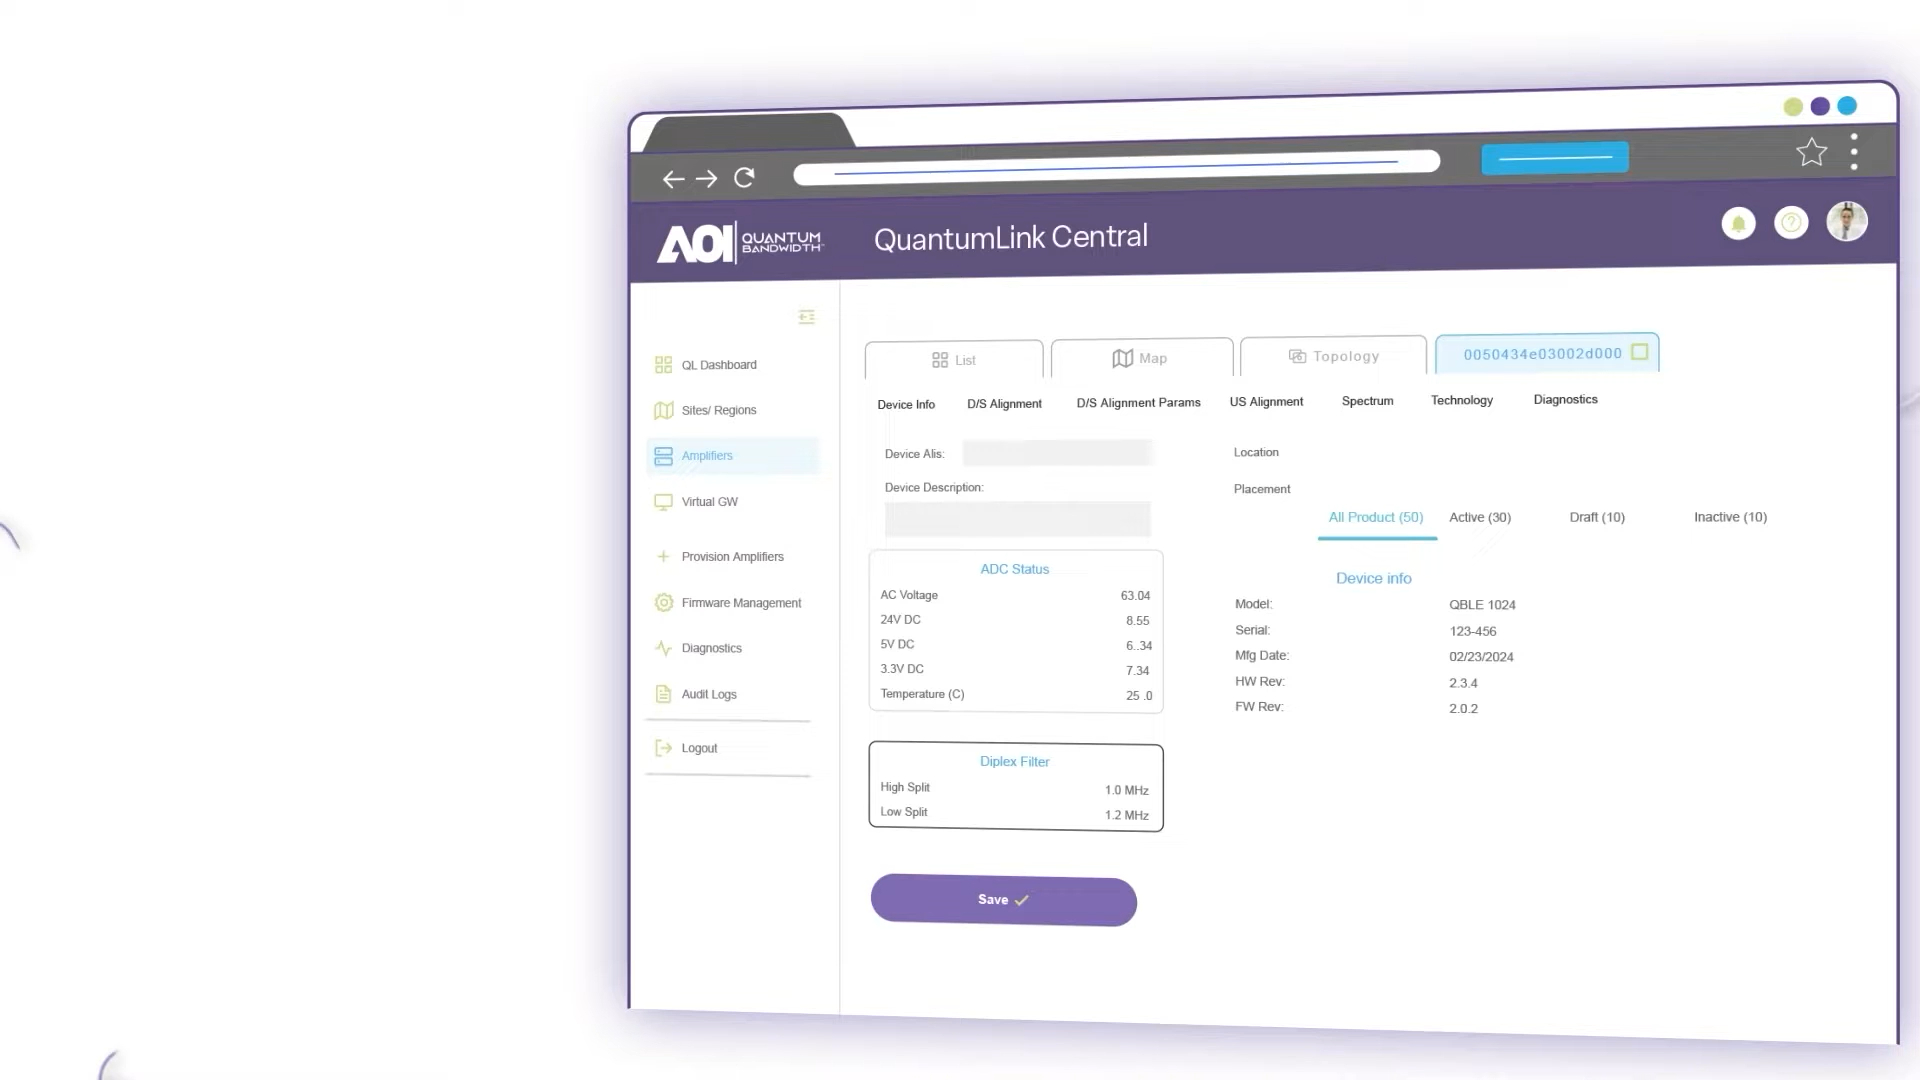 AOI QUANTUM BANDWIDTH
QuantumLink Central
QL Dashboard
Sites/ Regions
Amplifiers
Virtual GW
Provision Amplifiers
Firmware Management
Diagnostics
Audit Logs
Logout
List
Map
Topology
0050434e03002d000
Device Info
D/S Alignment
D/S Alignment Params
US Alignment
Spectrum
Technology
Diagnostics
Device Alis:
Device Description:
ADC Status
AC Voltage 63.04
24V DC 8.55
5V DC 6..34
3.3V DC 7.34
Temperature (C) 25 .0
Diplex Filter
High Split 1.0 MHz
Low Split 1.2 MHz
Save
Location
Placement
All Product (50)
Active (30)
Draft (10)
Inactive (10)
Device info
Model: QBLE 1024
Serial: 123-456
Mfg Date: 02/23/2024
HW Rev: 2.3.4
FW Rev: 2.0.2